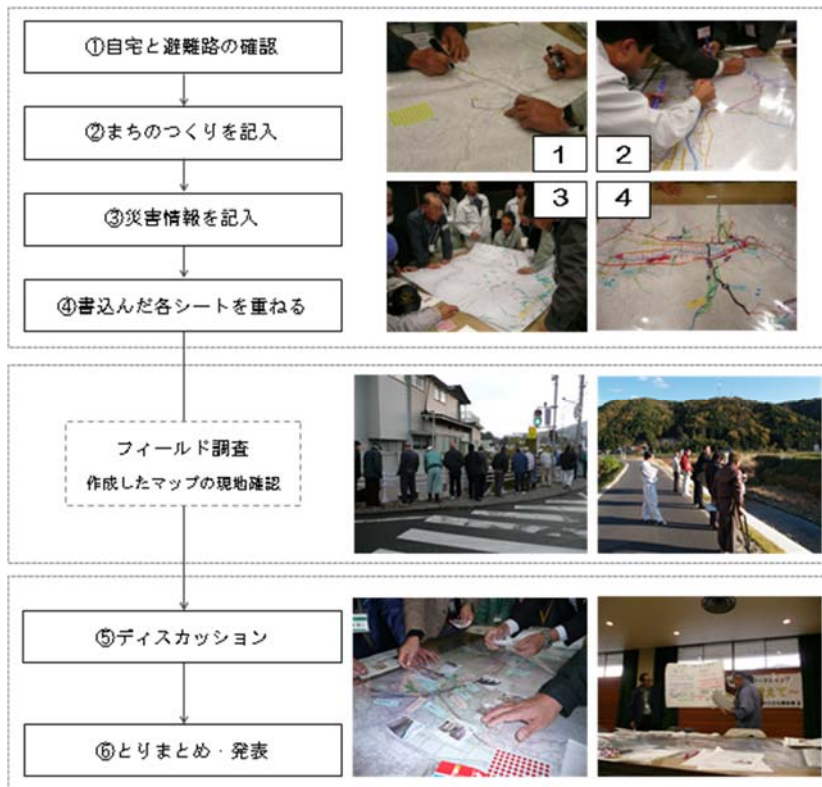 ①自宅と避難路の確認
②まちのつくりを記入
③災害情報を記入
④書込んだ各シートを重ねる
1
2
3
4
フィールド調査
作成したマップの現地確認
⑤ディスカッション
⑥とりまとめ・発表